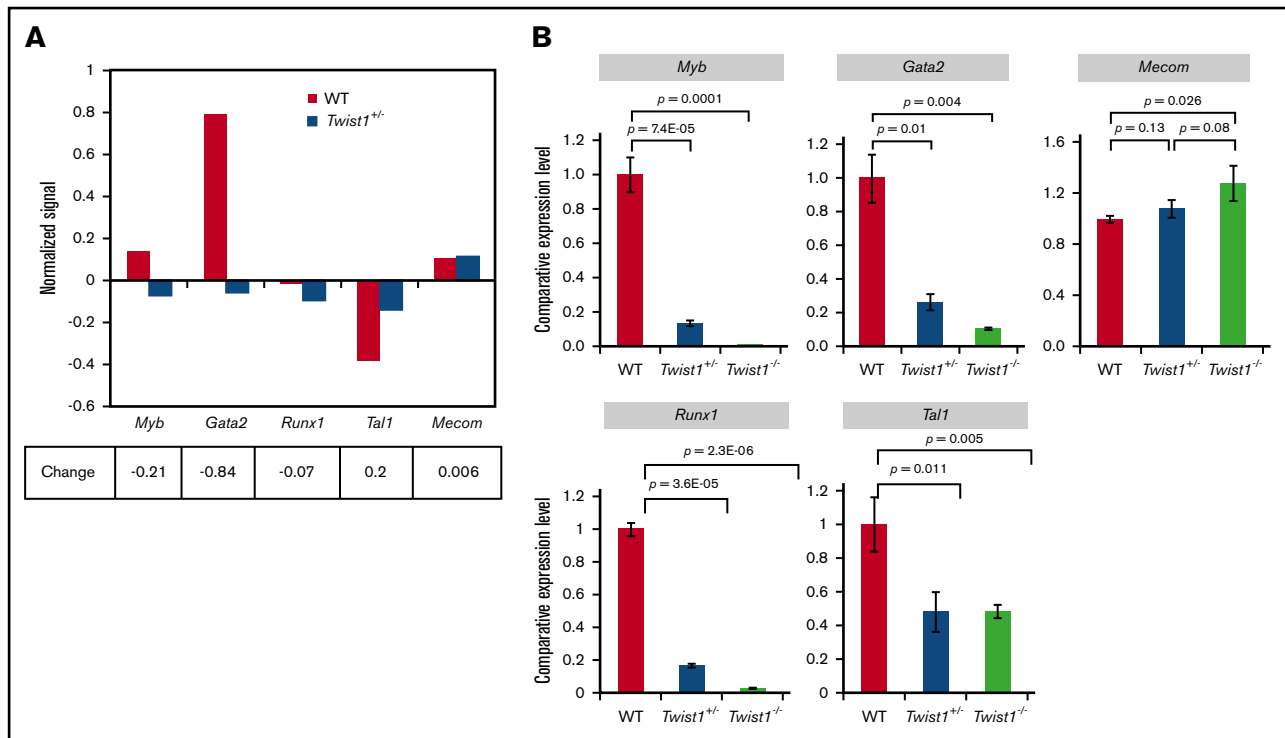 A
1
0.8
0.6
0.4
0.2
0
-0.2
-0.4
-0.6
Normalized signal
WT
Twist1+/-
Myb Gata2 Runx1 Tal1 Mecom
Change -0.21 -0.84 -0.07 0.2 0.006
B
Myb
p = 0.0001
p = 7.4E-05
1.2
1.0
0.8
0.6
0.4
0.2
0.0
Comparative expression level
WT Twist1+/- Twist1-/-
Gata2
p = 0.004
p = 0.01
1.2
1.0
0.8
0.6
0.4
0.2
0.0
WT Twist1+/- Twist1-/-
Mecom
p = 0.026
p = 0.13 p = 0.08
1.6
1.2
0.8
0.4
0.0
WT Twist1+/- Twist1-/-
Runx1
p = 2.3E-06
p = 3.6E-05
1.2
1
0.8
0.6
0.4
0.2
0
Comparative expression level
WT Twist1+/- Twist1-/-
Tal1
p = 0.005
p = 0.011
1.2
1
0.8
0.6
0.4
0.2
0
WT Twist1+/- Twist1-/-